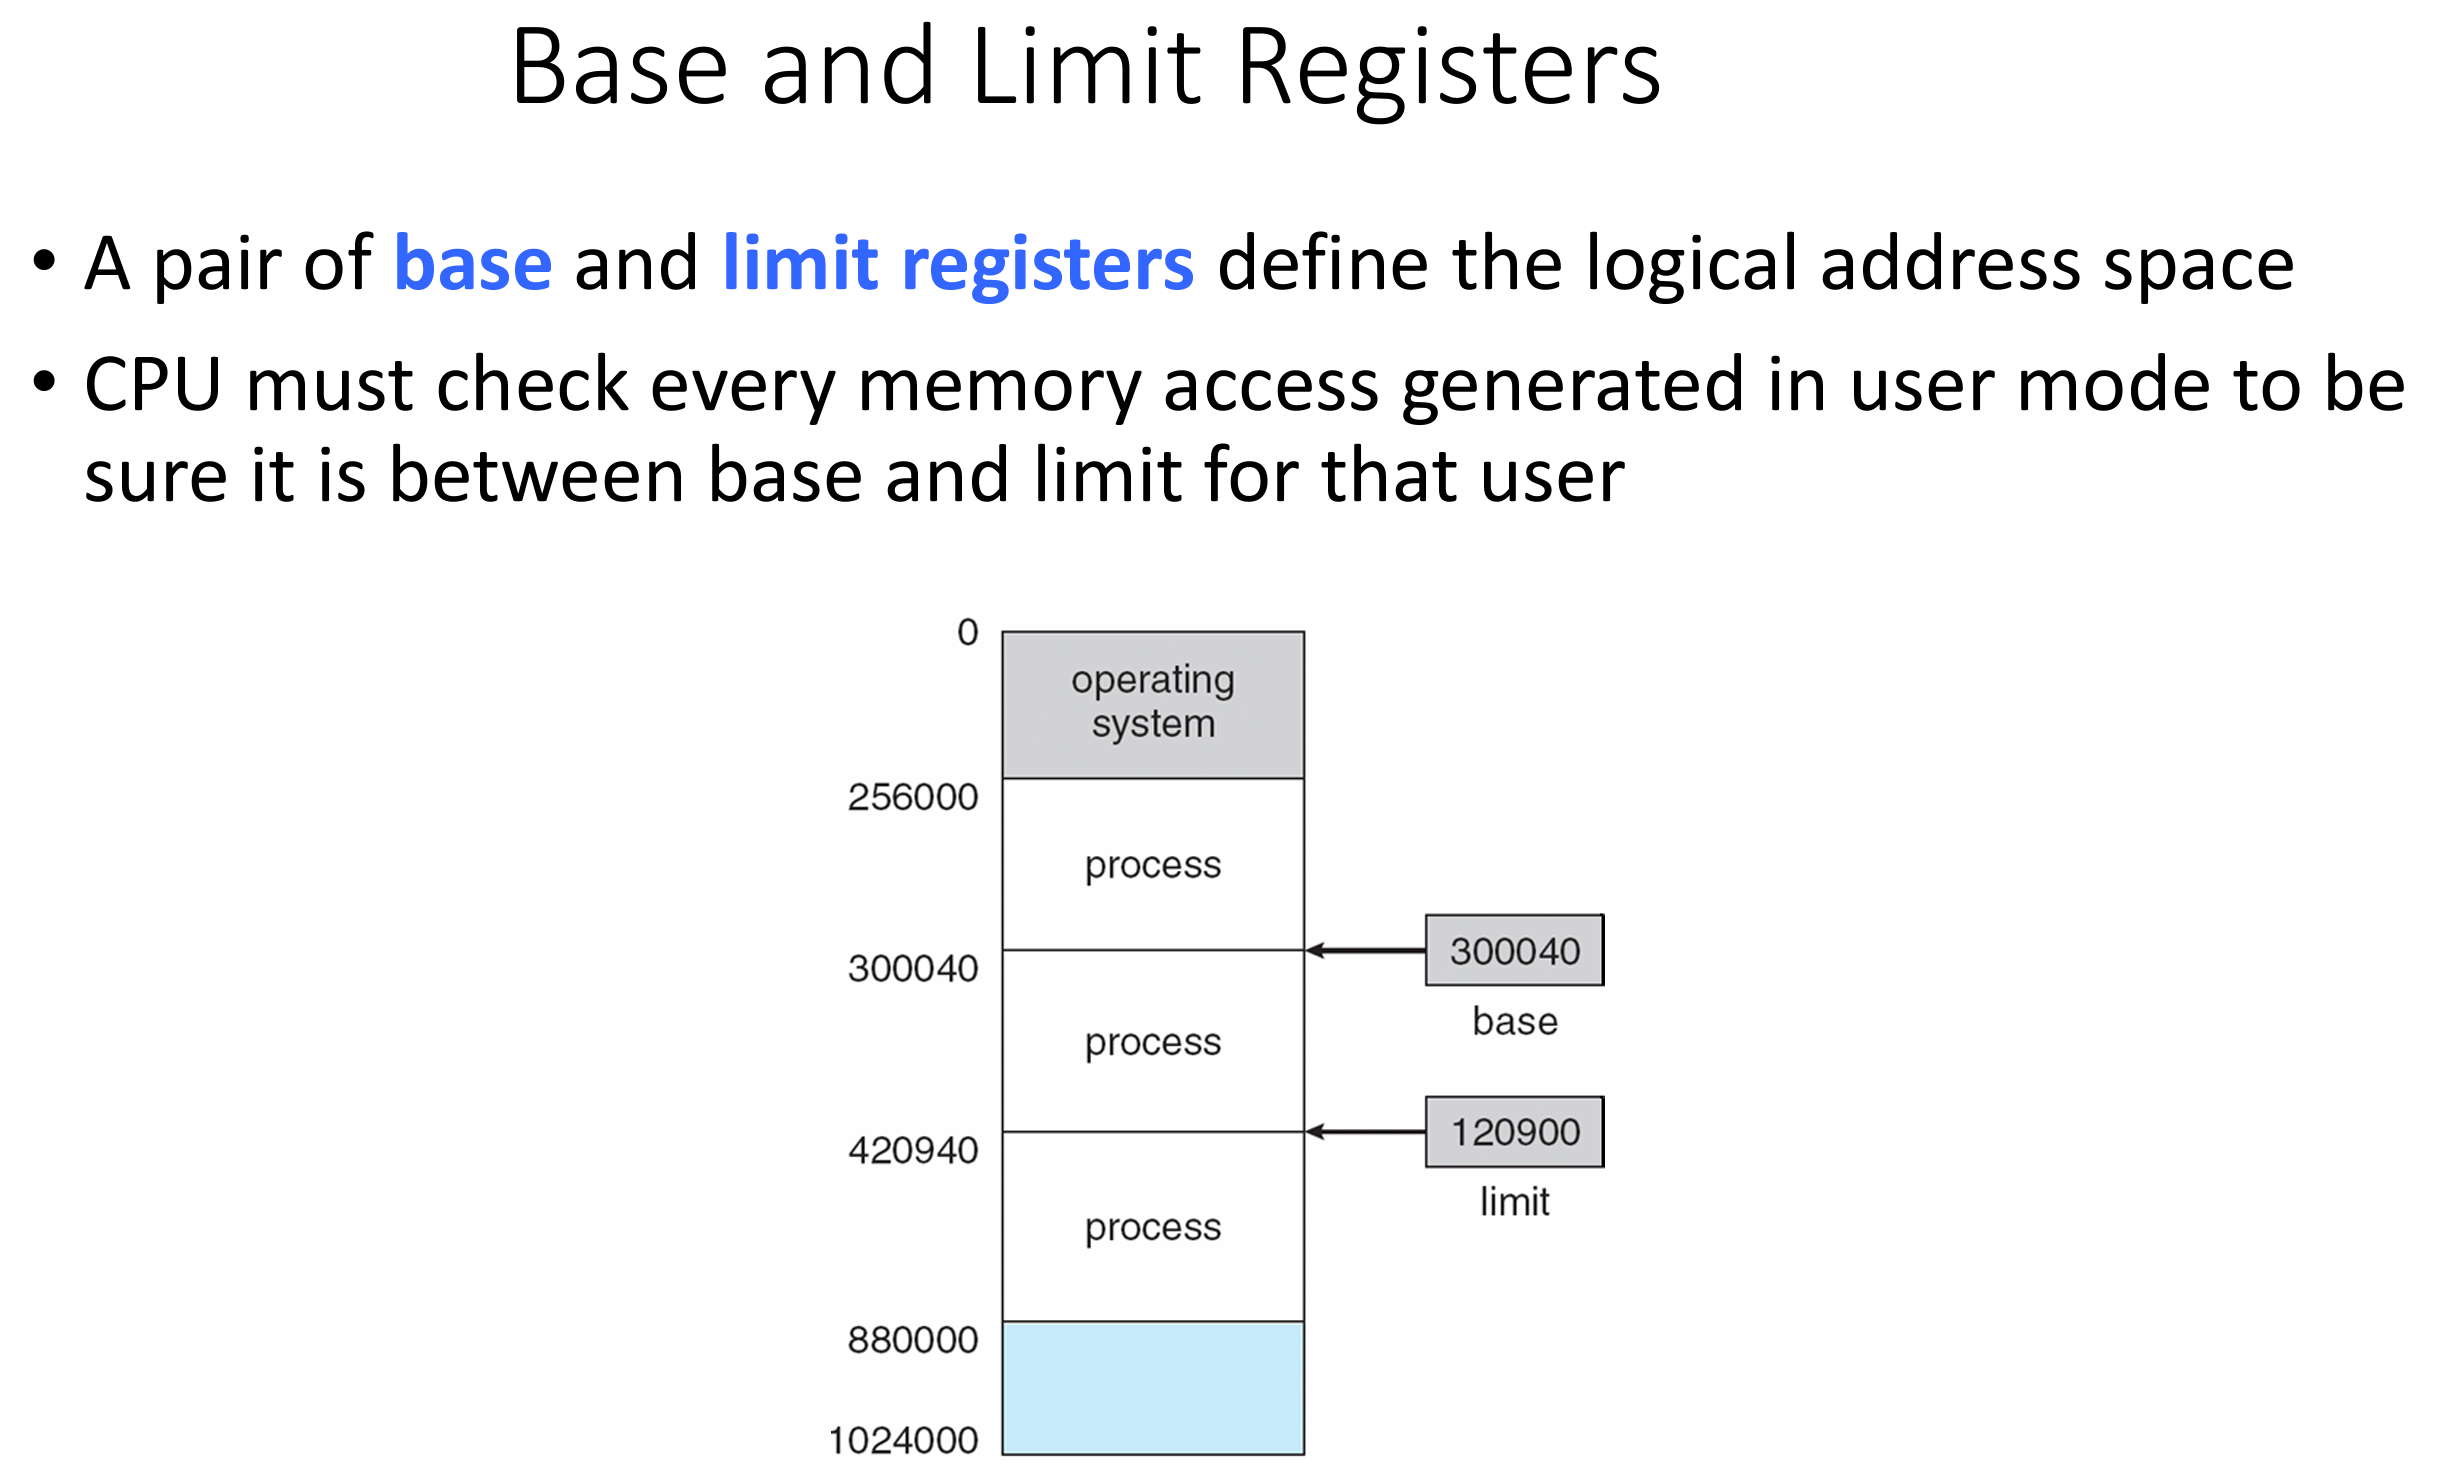 Base and Limit Registers
• A pair of base and limit registers define the logical address space
• CPU must check every memory access generated in user mode to be
sure it is between base and limit for that user
0
operating
system
256000
process
300040
300040
base
process
420940
120900
limit
process
880000
1024000